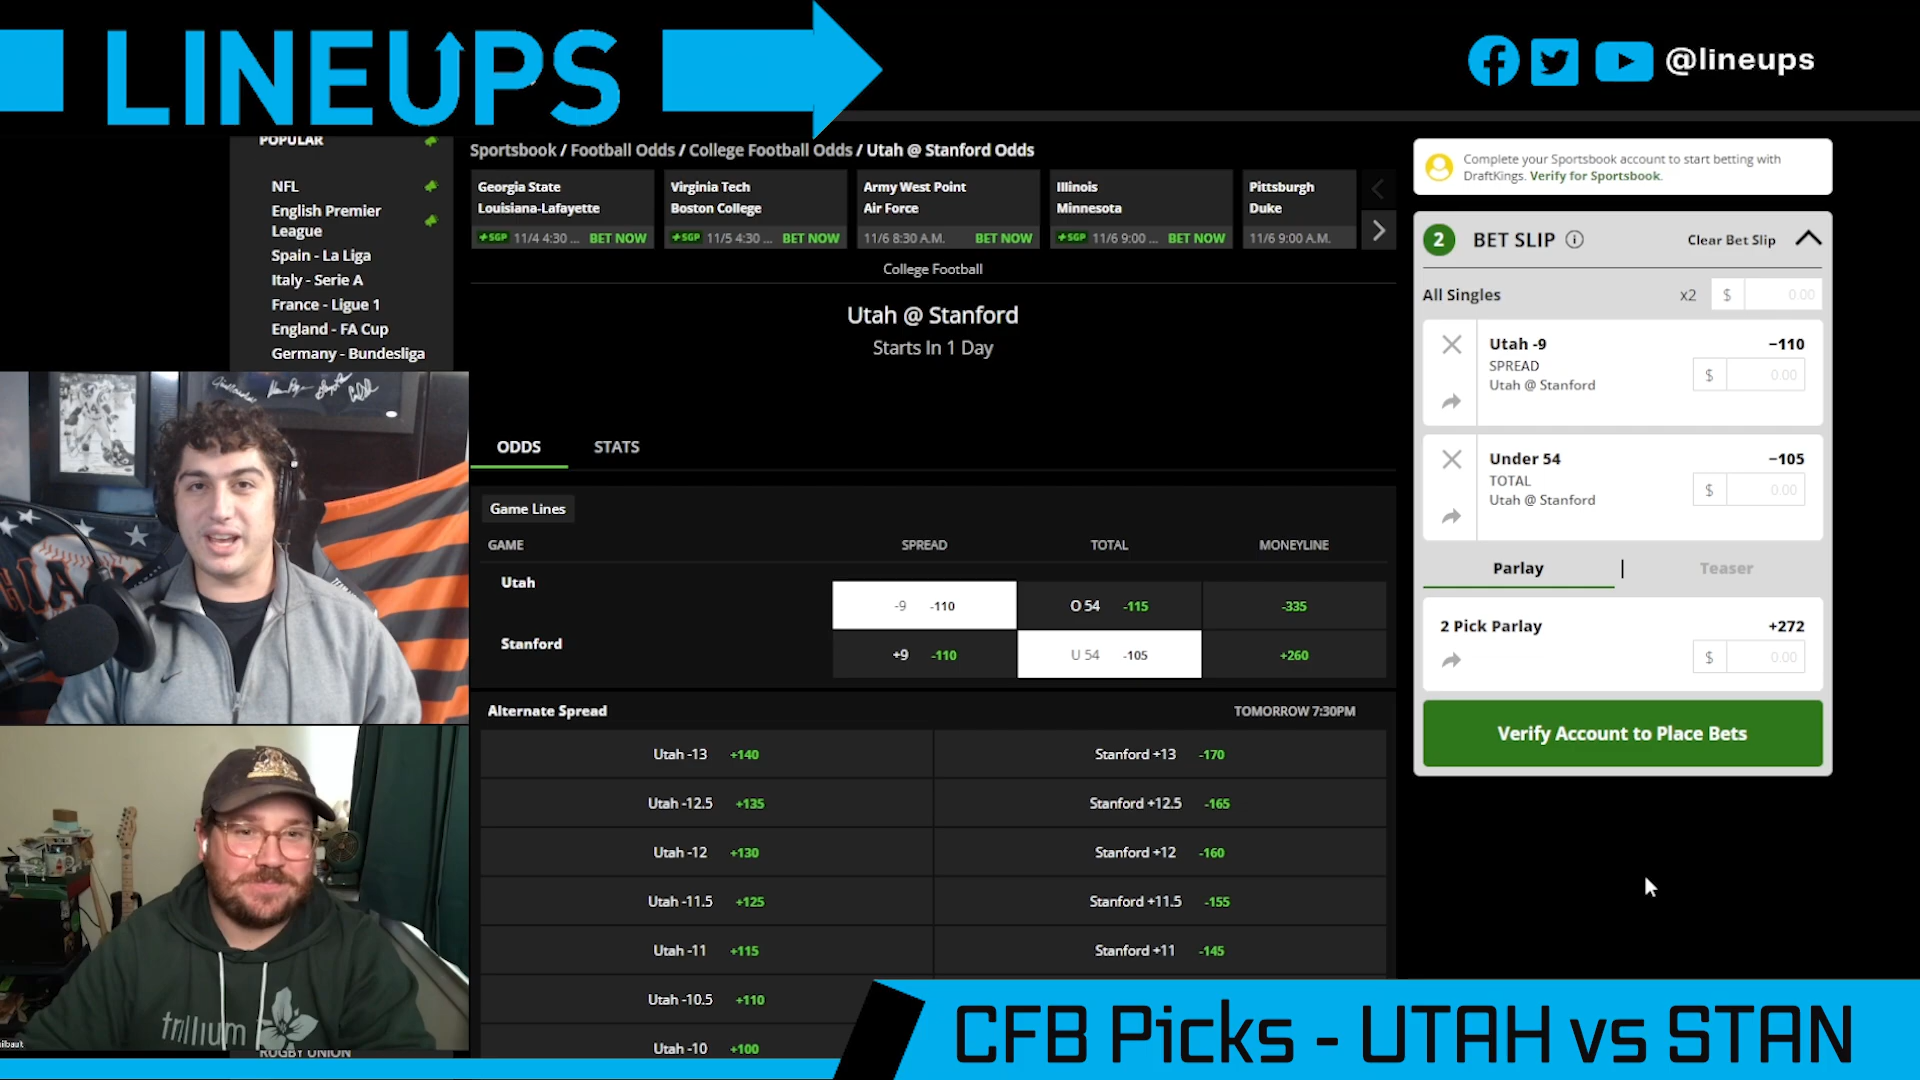 LINEUPS
@lineups
POPULAR
NFL
English Premier
League
Spain - La Liga
Italy - Serie A
France - Ligue 1
England - FA Cup
Germany - Bundesliga
Sportsbook / Football Odds / College Football Odds / Utah @ Stanford Odds
Georgia State
Louisiana-Lafayette
+SGP 11/4 4:30 ... BET NOW
Virginia Tech
Boston College
+SGP 11/5 4:30 ... BET NOW
Army West Point
Air Force
11/6 8:30 A.M. BET NOW
Illinois
Minnesota
+SGP 11/6 9:00 ... BET NOW
Pittsburgh
Duke
11/6 9:00 A.M.
College Football
Utah @ Stanford
Starts In 1 Day
ODDS STATS
Game Lines
GAME SPREAD TOTAL MONEYLINE
Utah -9 -110 O 54 -115 -335
Stanford +9 -110 U 54 -105 +260
Alternate Spread TOMORROW 7:30PM
Utah -13 +140 Stanford +13 -170
Utah -12.5 +135 Stanford +12.5 -165
Utah -12 +130 Stanford +12 -160
Utah -11.5 +125 Stanford +11.5 -155
Utah -11 +115 Stanford +11 -145
Utah -10.5 +110
Utah -10 +100
Complete your Sportsbook account to start betting with
DraftKings. Verify for Sportsbook.
2 BET SLIP Clear Bet Slip
All Singles x2 $ 0.00
Utah -9 −110
SPREAD
Utah @ Stanford
$ 0.00
Under 54 −105
TOTAL
Utah @ Stanford
$ 0.00
Parlay | Teaser
2 Pick Parlay +272
$ 0.00
Verify Account to Place Bets
trillium
RUGBY UNION
CFB Picks - UTAH vs STAN